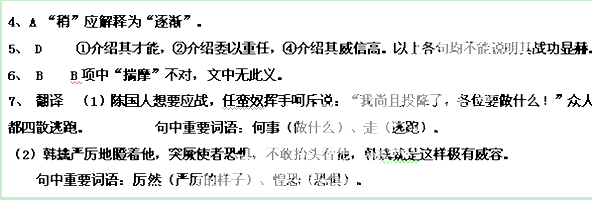 4、A “稍”应解释为“逐渐”。
5、 D ①介绍其才能，②介绍委以重任，④介绍其威信高。以上各句均不能说明其战功显赫。
6、 B B项中“揣摩”不对，文中无此义。
7、 翻译 （1）陈国人想要应战，任蛮奴挥手呵斥说：“我尚且投降了，各位要做什么！”众人
都四散逃跑。 句中重要词语：何事（做什么）、走（逃跑）。
（2）韩擒严厉地瞪着他，突厥使者恐惧，不敢抬头看他，韩擒就是这样极有威容。
句中重要词语：厉然（严厉的样子）、惶恐（恐惧）。